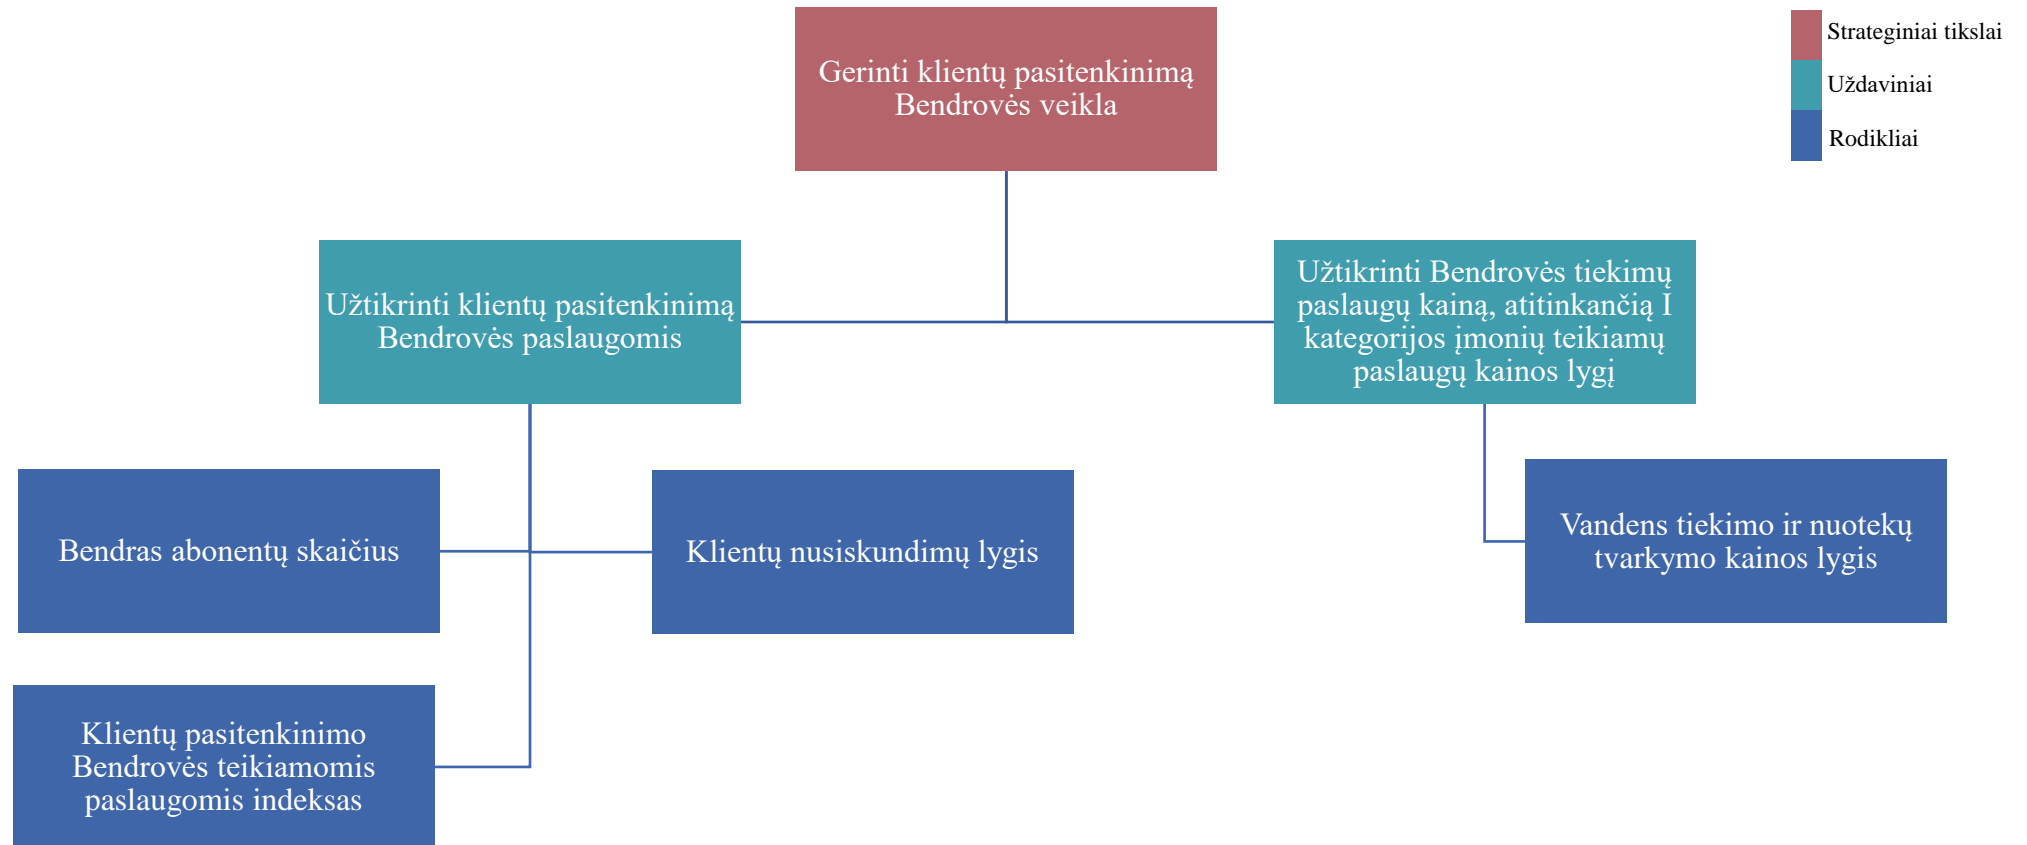 Gerinti klientų pasitenkinimą
Bendrovės veikla
Strateginiai tikslai
Uždaviniai
Rodikliai
Užtikrinti klientų pasitenkinimą
Bendrovės paslaugomis
Užtikrinti Bendrovės tiekimų
paslaugų kainą, atitinkančią I
kategorijos įmonių teikiamų
paslaugų kainos lygį
Bendras abonentų skaičius
Klientų nusiskundimų lygis
Vandens tiekimo ir nuotekų
tvarkymo kainos lygis
Klientų pasitenkinimo
Bendrovės teikiamomis
paslaugomis indeksas